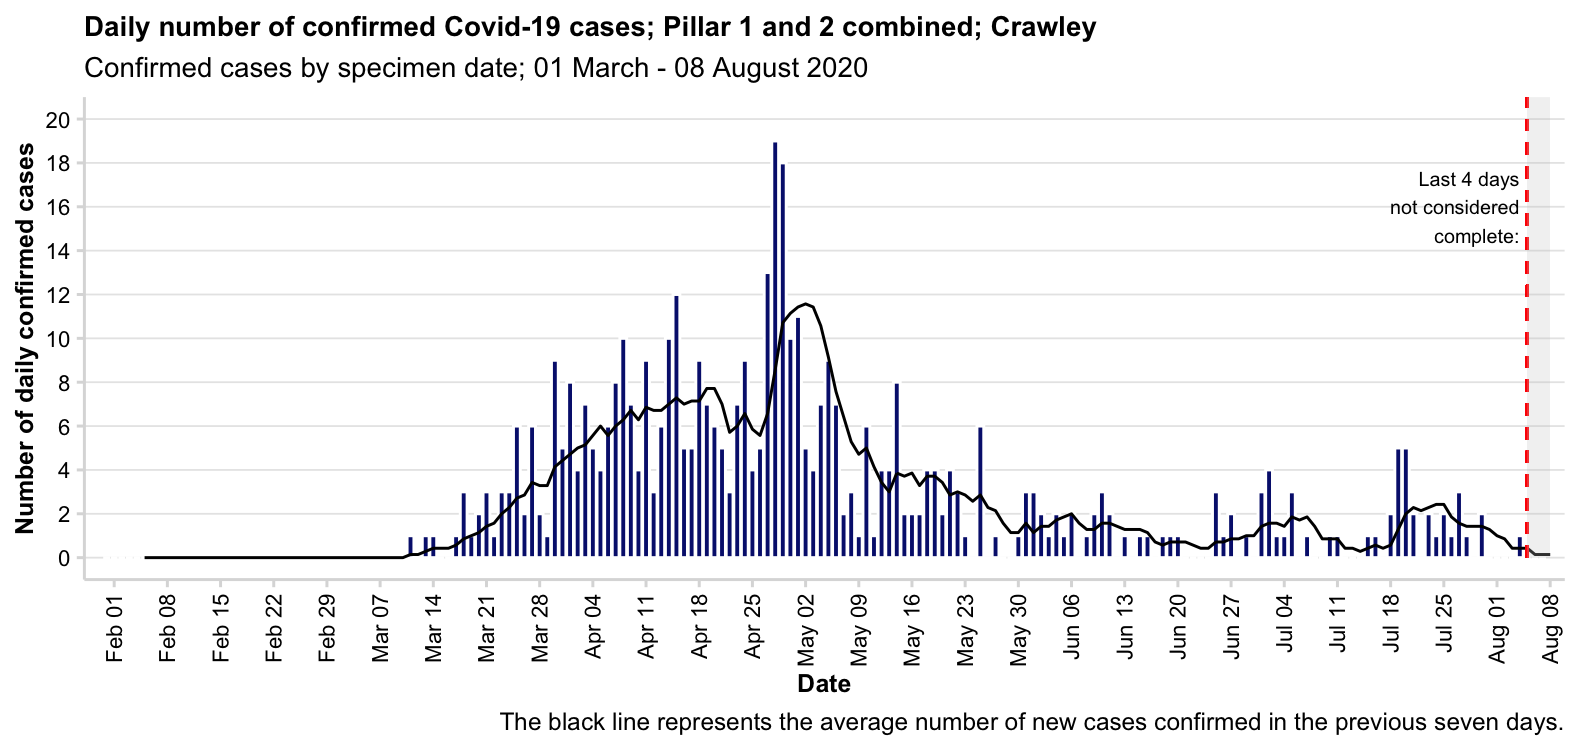 Daily number of confirmed Covid-19 cases; Pillar 1 and 2 combined; Crawley
Confirmed cases by specimen date; 01 March - 08 August 2020
Number of daily confirmed cases
20
18
16
14
12
10
8
6
4
2
0
Last 4 days
not considered
complete:
Feb 01
Feb 08
Feb 15
Feb 22
Feb 29
Mar 07
Mar 14
Mar 21
Mar 28
Apr 04
Apr 11
Apr 18
Apr 25
May 02
May 09
May 16
May 23
May 30
Jun 06
Jun 13
Jun 20
Jun 27
Jul 04
Jul 11
Jul 18
Jul 25
Aug 01
Aug 08
Date
The black line represents the average number of new cases confirmed in the previous seven days.